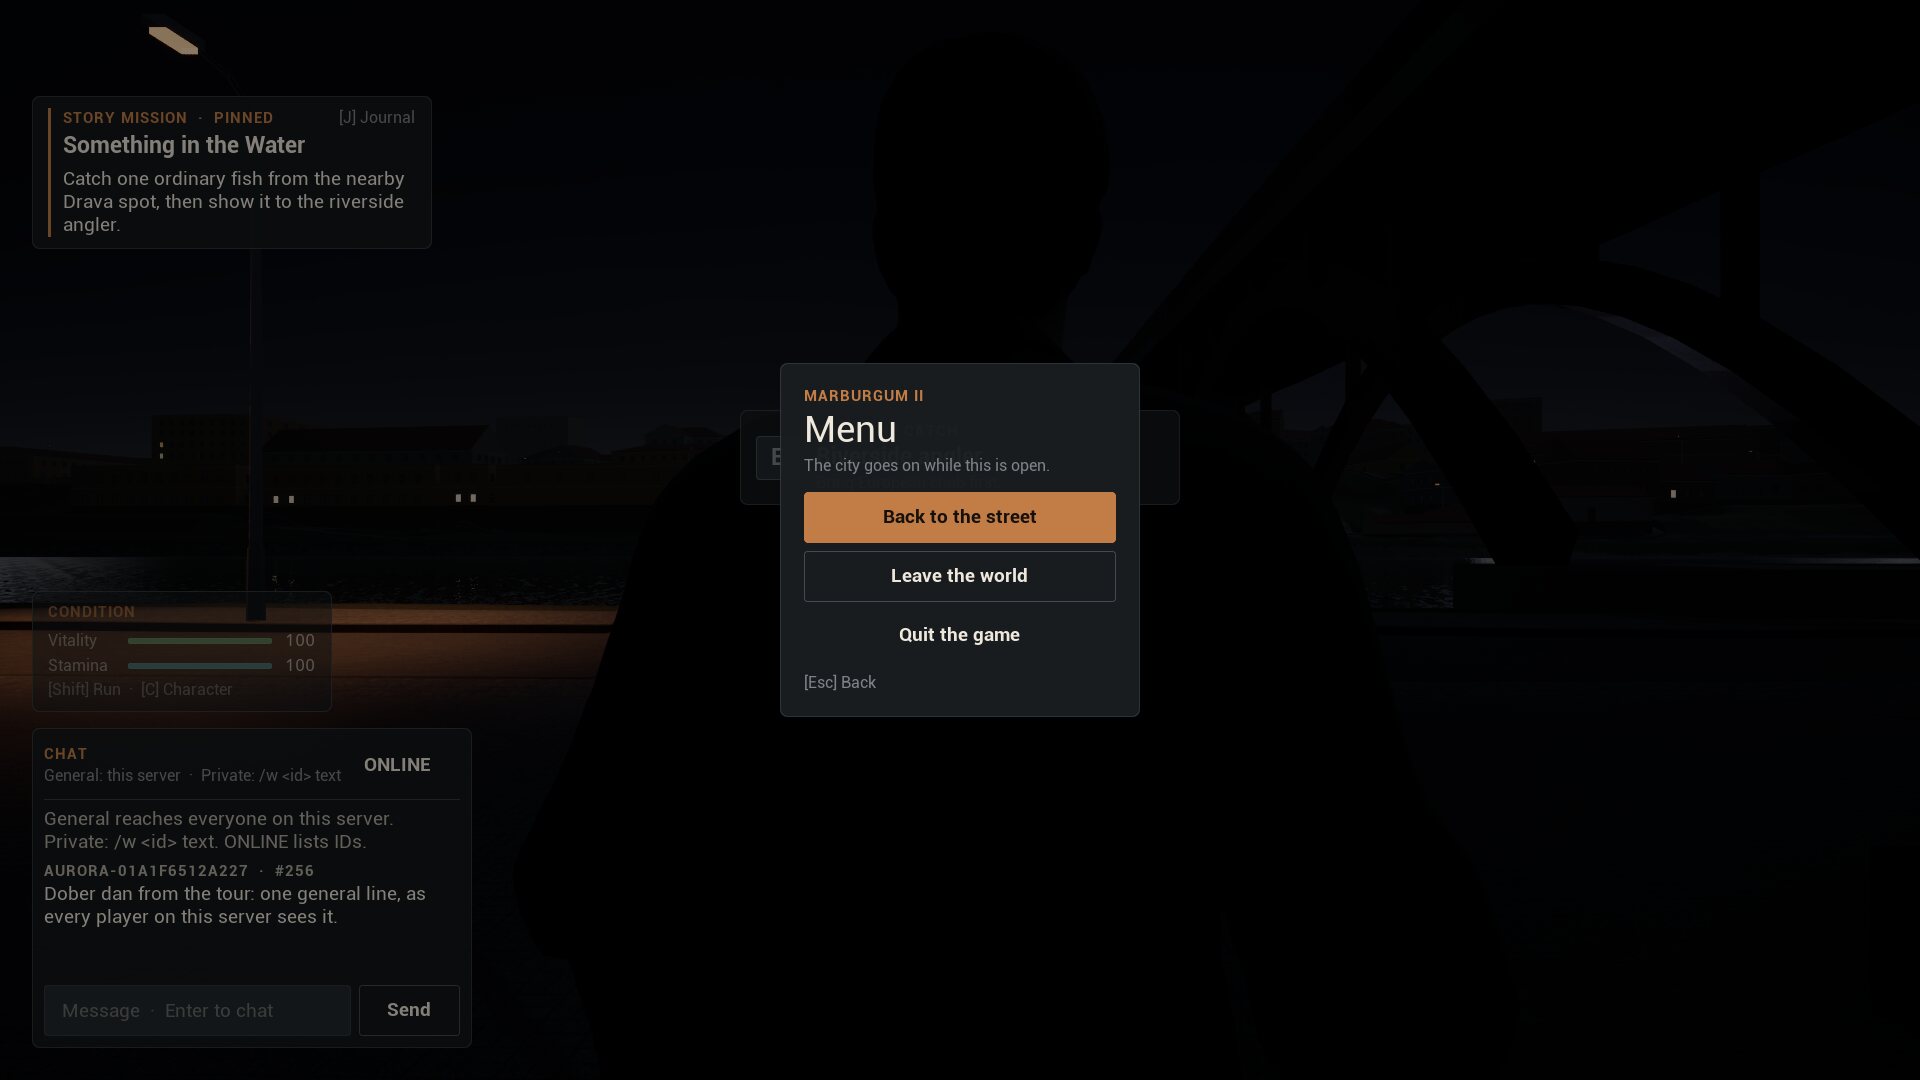 STORY MISSION · PINNED [J] Journal
Something in the Water
Catch one ordinary fish from the nearby
Drava spot, then show it to the riverside
angler.
MARBURGUM II
Menu
The city goes on while this is open.
Back to the street
Leave the world
Quit the game
[Esc] Back
E
CATCH
CONDITION
Vitality 100
Stamina 100
[Shift] Run · [C] Character
CHAT
General: this server · Private: /w <id> text
ONLINE
General reaches everyone on this server.
Private: /w <id> text. ONLINE lists IDs.
AURORA-01A1F6512A227 · #256
Dober dan from the tour: one general line, as
every player on this server sees it.
Message · Enter to chat
Send